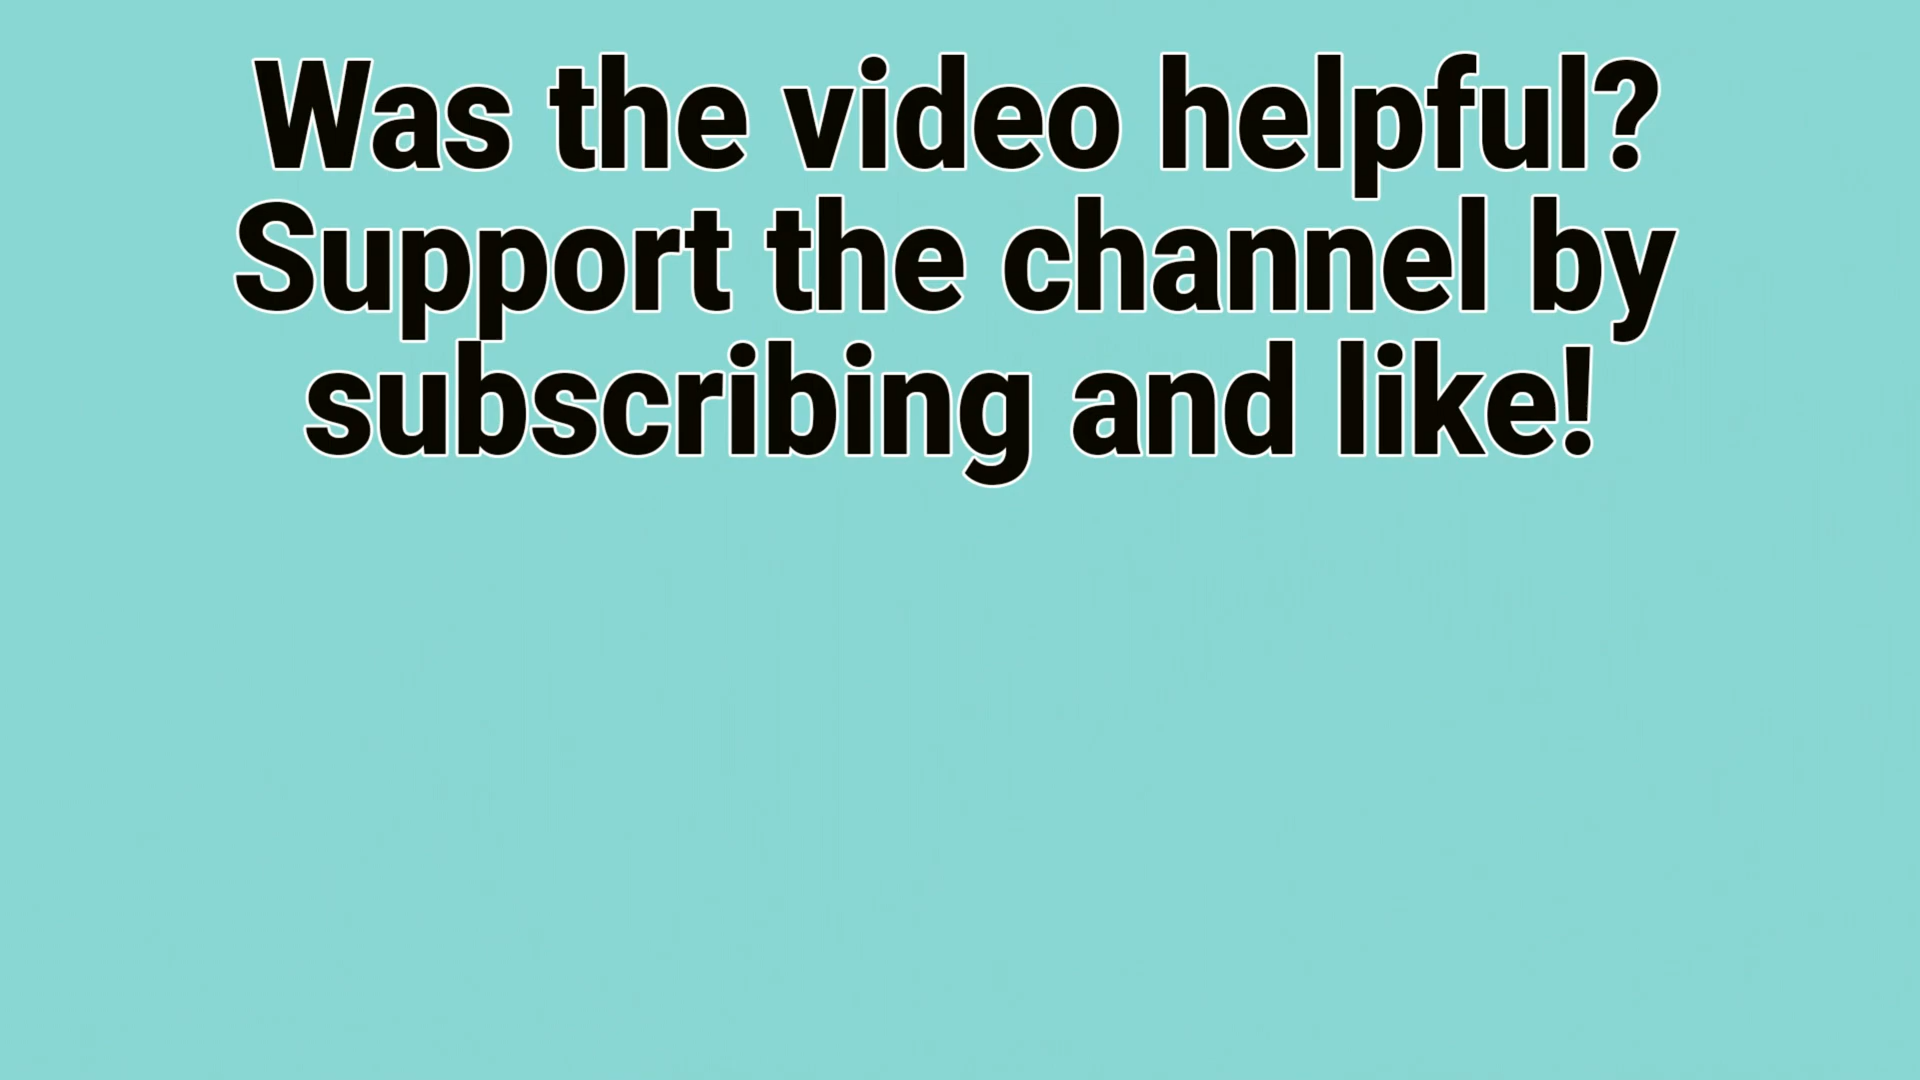 Was the video helpful?
Support the channel by
subscribing and like!